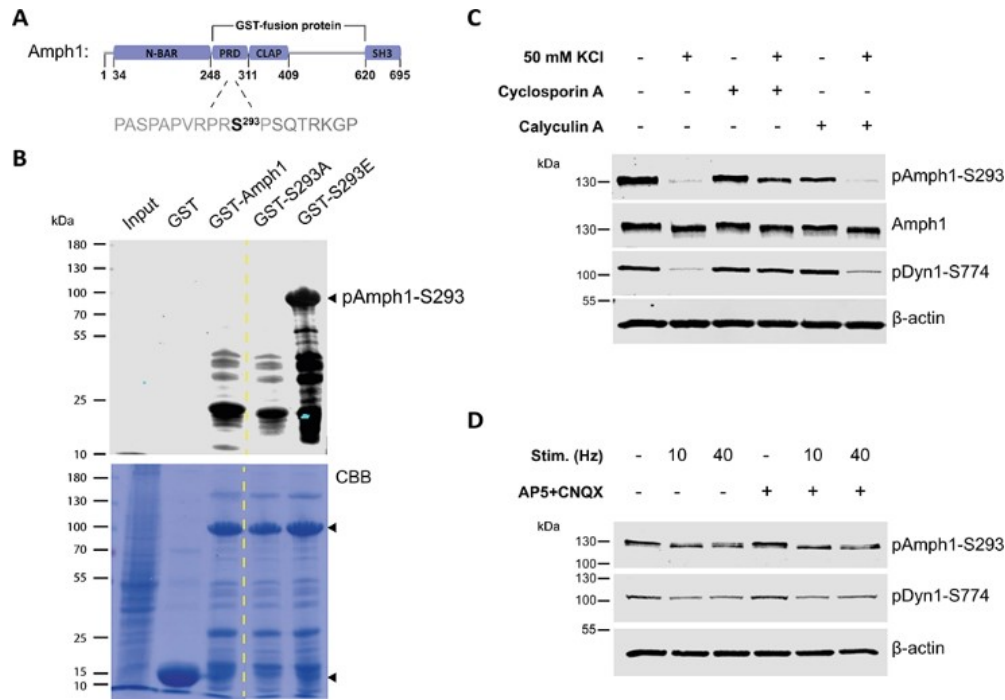 A
GST-fusion protein
Amph1:
N-BAR PRD CLAP SH3
1 34 248 311 409 620 695
PASPAPVRPRS²⁹³PSQTRKGP
B
kDa
Input GST GST-Amph1 GST-S293A GST-S293E
180
130
100
70
55
25
10
pAmph1-S293
CBB
180
130
100
70
55
25
15
10
C
50 mM KCl - + - + - +
Cyclosporin A - - + + - -
Calyculin A - - - - + +
kDa
130 pAmph1-S293
130 Amph1
100 pDyn1-S774
55
β-actin
D
Stim. (Hz) - 10 40 - 10 40
AP5+CNQX - - - + + +
kDa
130 pAmph1-S293
100
130
100 pDyn1-S774
55
β-actin